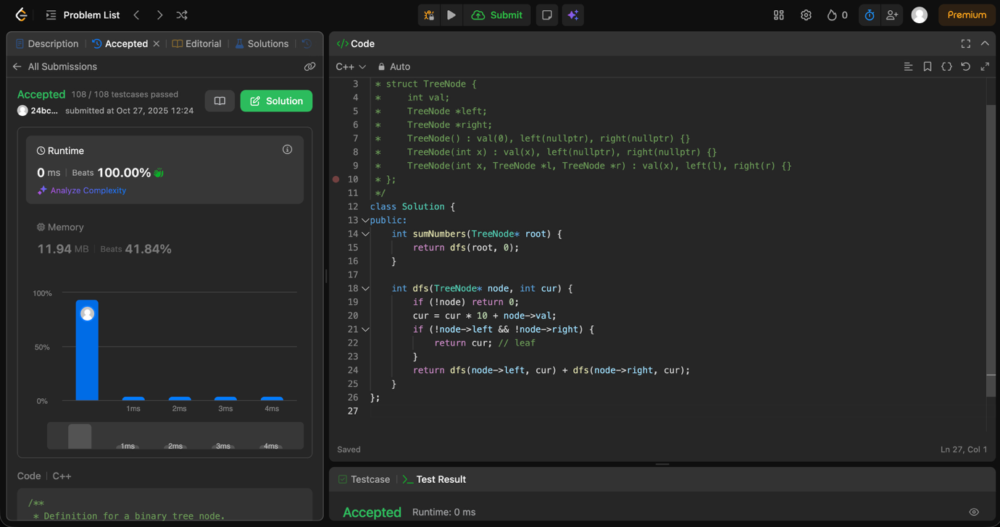 Problem List
Submit
0
Premium
Description
Accepted
Editorial
Solutions
All Submissions
Accepted 108 / 108 testcases passed
24bc... submitted at Oct 27, 2025 12:24
Solution
Runtime
0 ms | Beats 100.00%
Analyze Complexity
Memory
11.94 MB | Beats 41.84%
100%
50%
0%
1ms 2ms 3ms 4ms
1ms 2ms 3ms 4ms
Code | C++
/**
* Definition for a binary tree node.
</> Code
C++ Auto
3 * struct TreeNode {
4 *     int val;
5 *     TreeNode *left;
6 *     TreeNode *right;
7 *     TreeNode() : val(0), left(nullptr), right(nullptr) {}
8 *     TreeNode(int x) : val(x), left(nullptr), right(nullptr) {}
9 *     TreeNode(int x, TreeNode *l, TreeNode *r) : val(x), left(l), right(r) {}
10 * };
11 */
12 class Solution {
13 public:
14     int sumNumbers(TreeNode* root) {
15         return dfs(root, 0);
16     }
17
18     int dfs(TreeNode* node, int cur) {
19         if (!node) return 0;
20         cur = cur * 10 + node->val;
21         if (!node->left && !node->right) {
22             return cur; // leaf
23         }
24         return dfs(node->left, cur) + dfs(node->right, cur);
25     }
26 };
27
Saved
Ln 27, Col 1
Testcase
>_ Test Result
Accepted Runtime: 0 ms